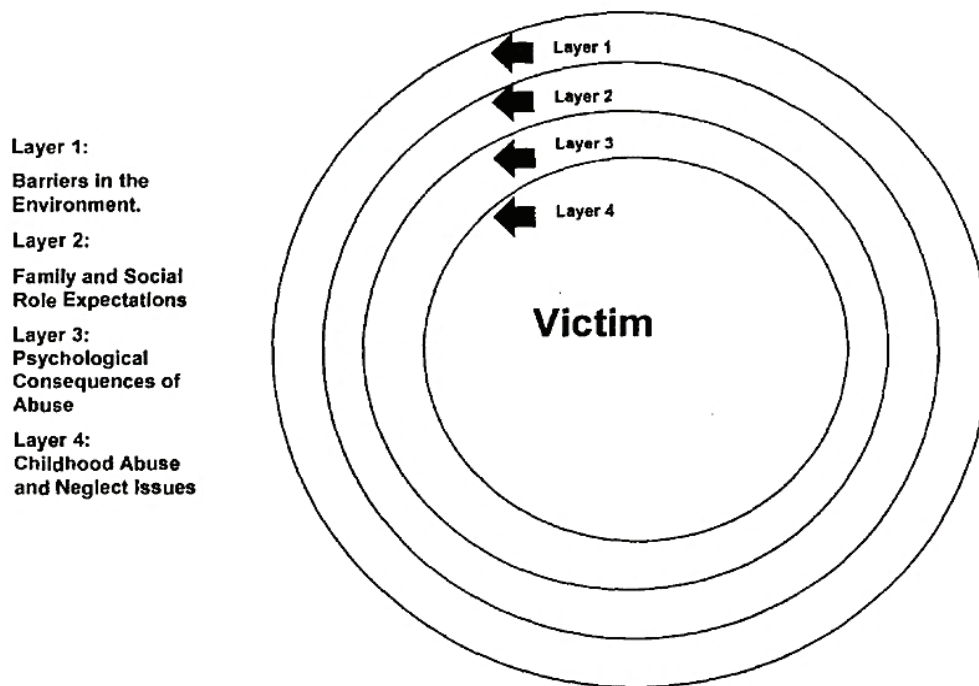 Layer 1:
Barriers in the
Environment.
Layer 2:
Family and Social
Role Expectations
Layer 3:
Psychological
Consequences of
Abuse
Layer 4:
Childhood Abuse
and Neglect Issues
Layer 1
Layer 2
Layer 3
Layer 4
Victim